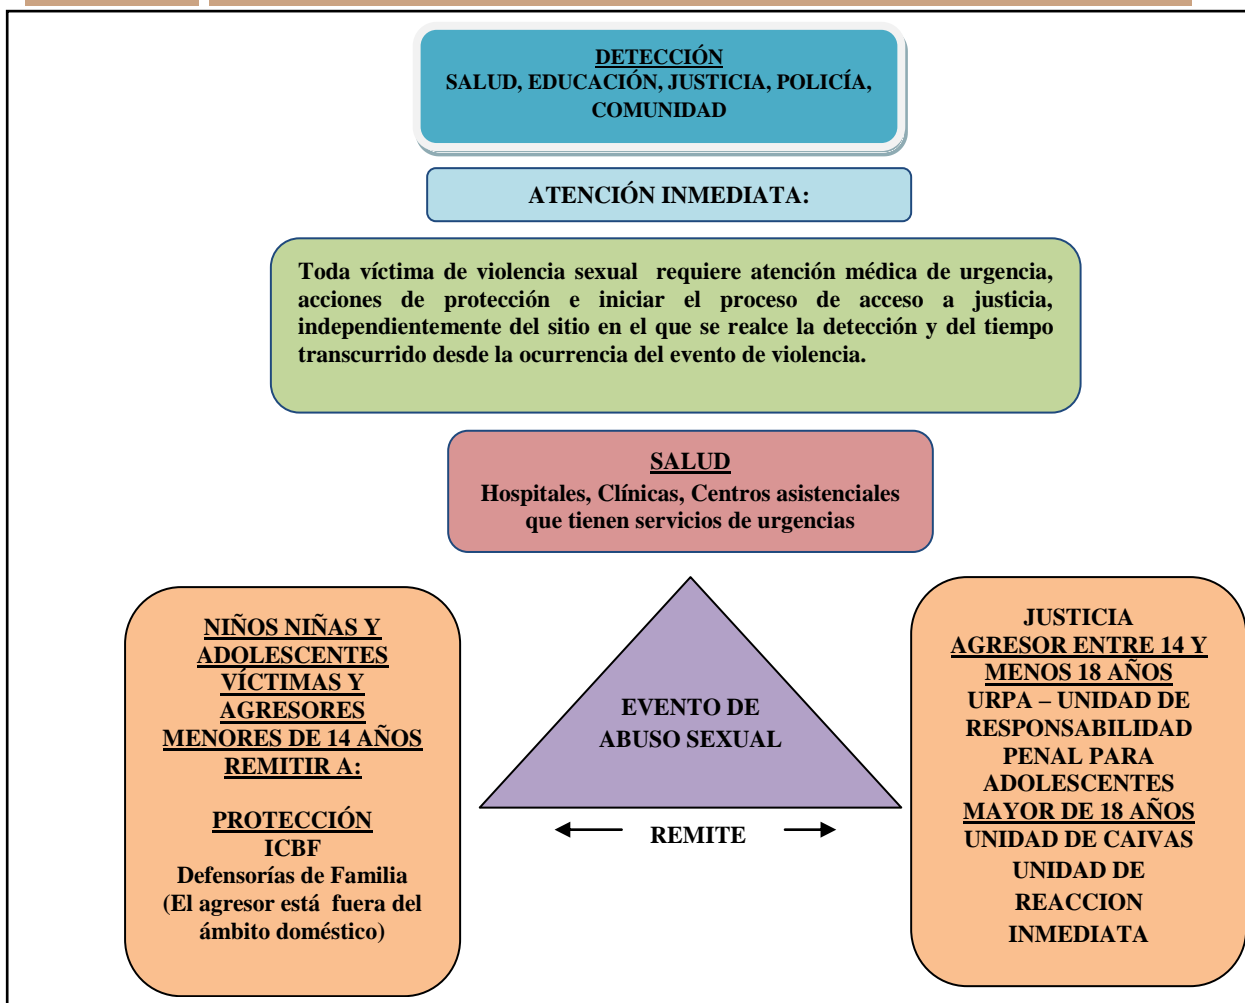 DETECCIÓN
SALUD, EDUCACIÓN, JUSTICIA, POLICÍA,
COMUNIDAD
ATENCIÓN INMEDIATA:
Toda víctima de violencia sexual requiere atención médica de urgencia,
acciones de protección e iniciar el proceso de acceso a justicia,
independientemente del sitio en el que se realce la detección y del tiempo
transcurrido desde la ocurrencia del evento de violencia.
SALUD
Hospitales, Clínicas, Centros asistenciales
que tienen servicios de urgencias
NIÑOS NIÑAS Y
ADOLESCENTES
VÍCTIMAS Y
AGRESORES
MENORES DE 14 AÑOS
REMITIR A:
PROTECCIÓN
ICBF
Defensorías de Familia
(El agresor está fuera del
ámbito doméstico)
EVENTO DE
ABUSO SEXUAL
REMITE
JUSTICIA
AGRESOR ENTRE 14 Y
MENOS 18 AÑOS
URPA – UNIDAD DE
RESPONSABILIDAD
PENAL PARA
ADOLESCENTES
MAYOR DE 18 AÑOS
UNIDAD DE CAIVAS
UNIDAD DE
REACCION
INMEDIATA